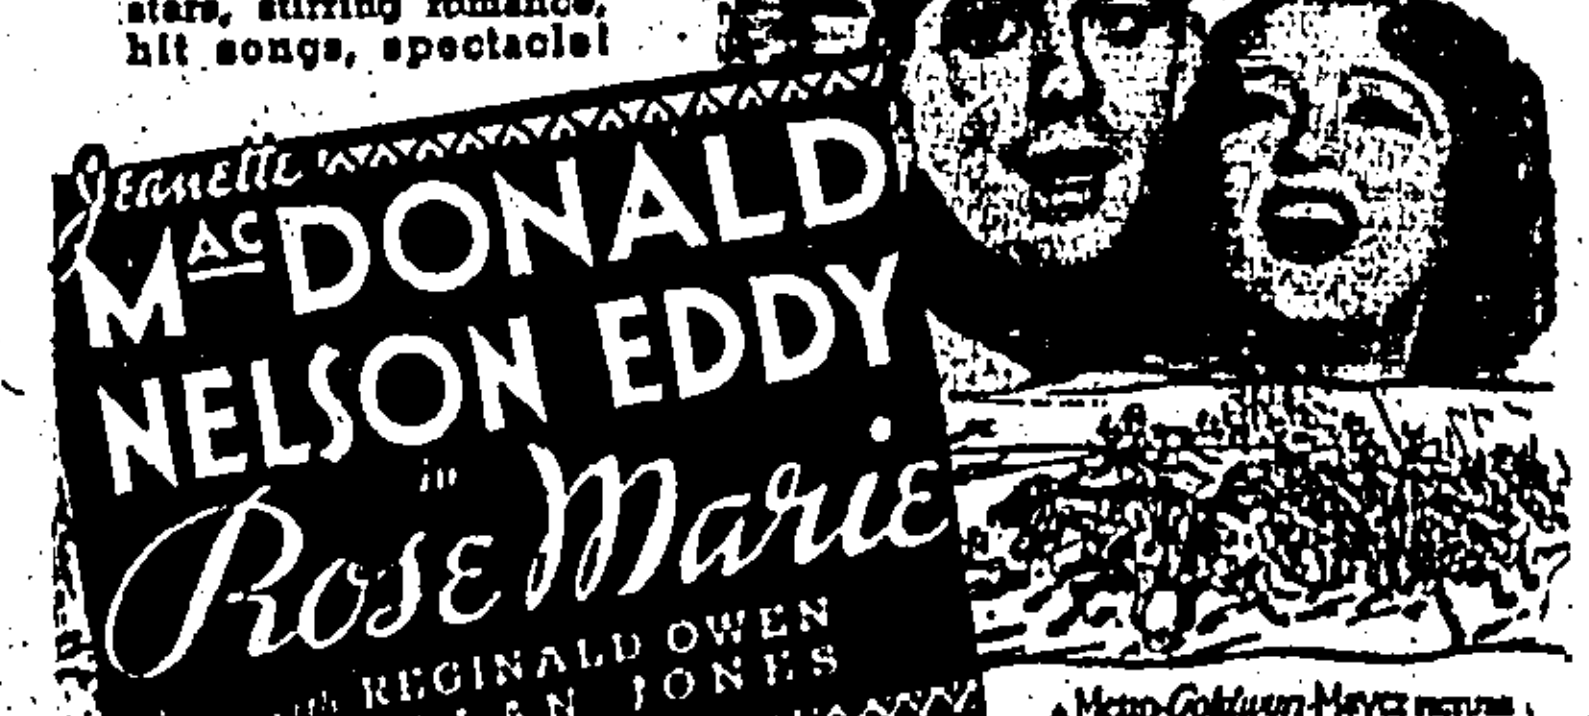 stars, stirring romance,
hit songs, spectacle!
Jeanette
MacDONALD
NELSON EDDY
in
Rose Marie
with REGINALD OWEN
JONES
Metro-Goldwyn-Mayer PICTURE